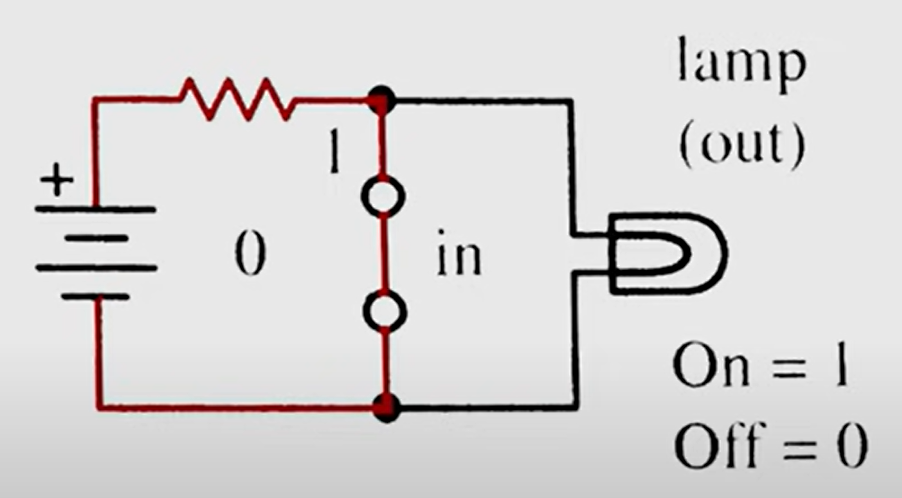 lamp
(out)
1
+
0
in
On = 1
Off = 0